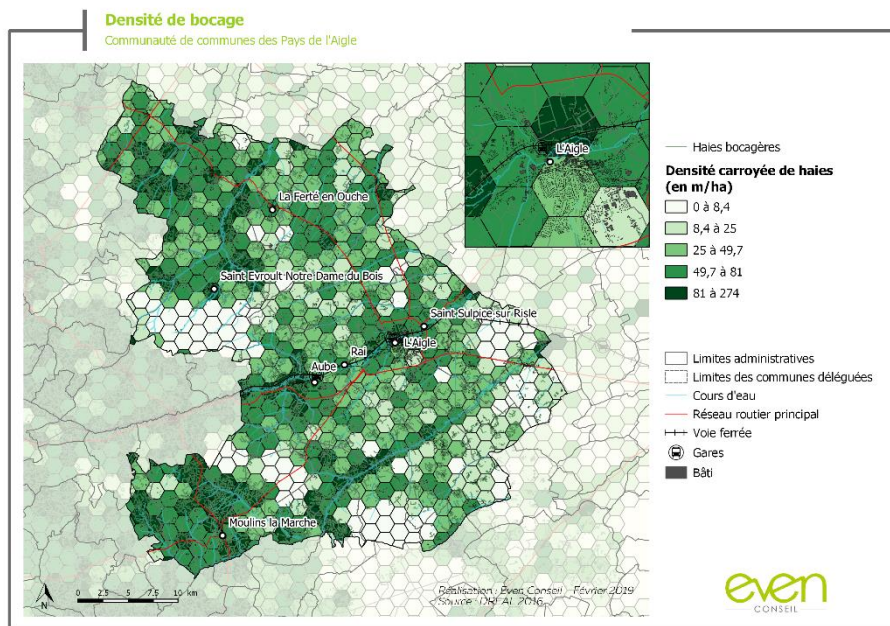 Densité de bocage
Communauté de communes des Pays de l'Aigle
L'Aigle
La Ferté en Ouche
Saint Evroult Notre Dame du Bois
Saint Sulpice sur Risle
L'Aigle
Rai
Aube
Moulins la Marche
N
0 2.5 5 7.5 10 km
Réalisation : Even Conseil - Février 2019
Source : DREAL 2016
Haies bocagères
Densité carroyée de haies
(en m/ha)
0 à 8,4
8,4 à 25
25 à 49,7
49,7 à 81
81 à 274
Limites administratives
Limites des communes déléguées
Cours d'eau
Réseau routier principal
Voie ferrée
Gares
Bâti
even
CONSEIL